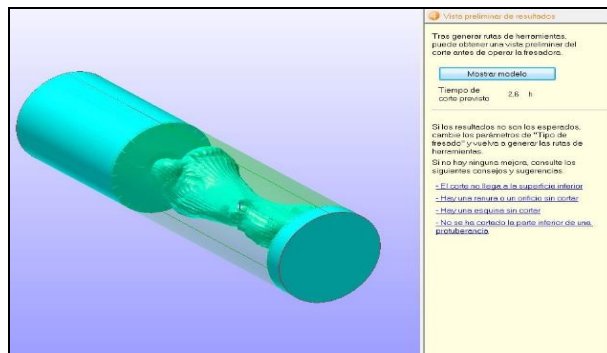 Vista preliminar de resultados
Tras generar rutas de herramientas,
puede obtener una vista preliminar del
corte antes de operar la fresadora.
Mostrar modelo
Tiempo de
corte previsto 2,6 h
Si los resultados no son los esperados,
cambie los parámetros de "Tipo de
fresado" y vuelva a generar las rutas de
herramientas.
Si no hay ninguna mejora, consulte los
siguientes consejos y sugerencias.
- El corte no llega a la superficie inferior
- Hay una ranura o un orificio sin cortar
- Hay una esquina sin cortar
- No se ha cortado la parte inferior de una
protuberancia